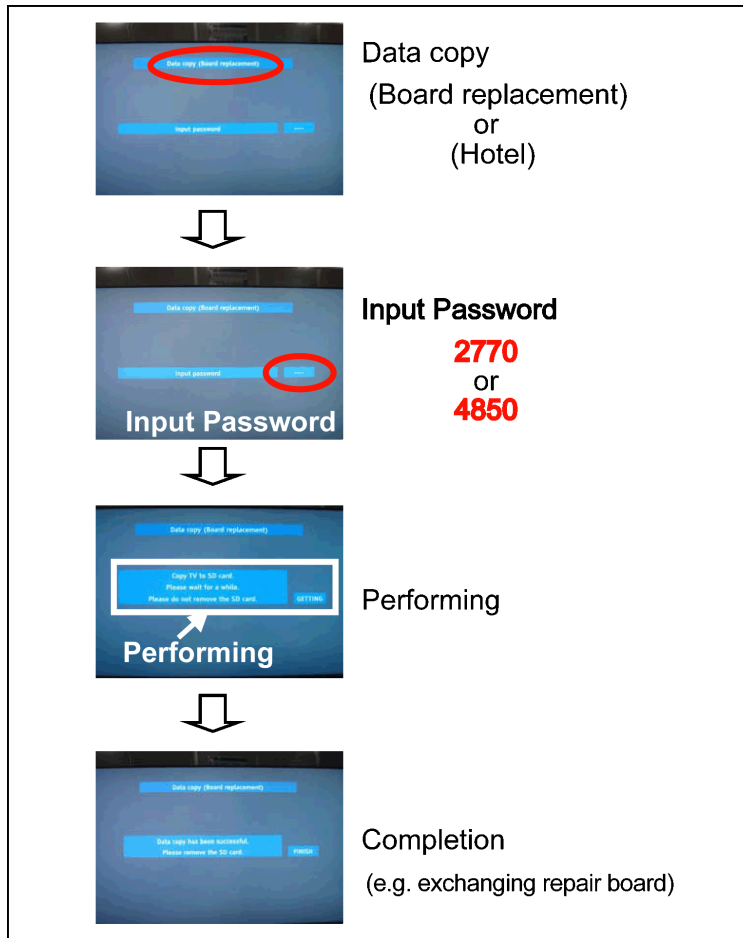 Data copy (Board replacement)
Input password
----
Data copy
(Board replacement)
or
(Hotel)
Data copy (Board replacement)
Input password
----
Input Password
Input Password
2770
or
4850
Data copy (Board replacement)
Copy TV to SD card.
Please wait for a while.
Please do not remove the SD card.
GETTING
Performing
Performing
Data copy (Board replacement)
Data copy has been successful.
Please remove the SD card.
FINISH
Completion
(e.g. exchanging repair board)